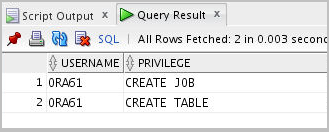 Script Output × Query Result ×
SQL | All Rows Fetched: 2 in 0.003 second
USERNAME PRIVILEGE
1 ORA61 CREATE JOB
2 ORA61 CREATE TABLE